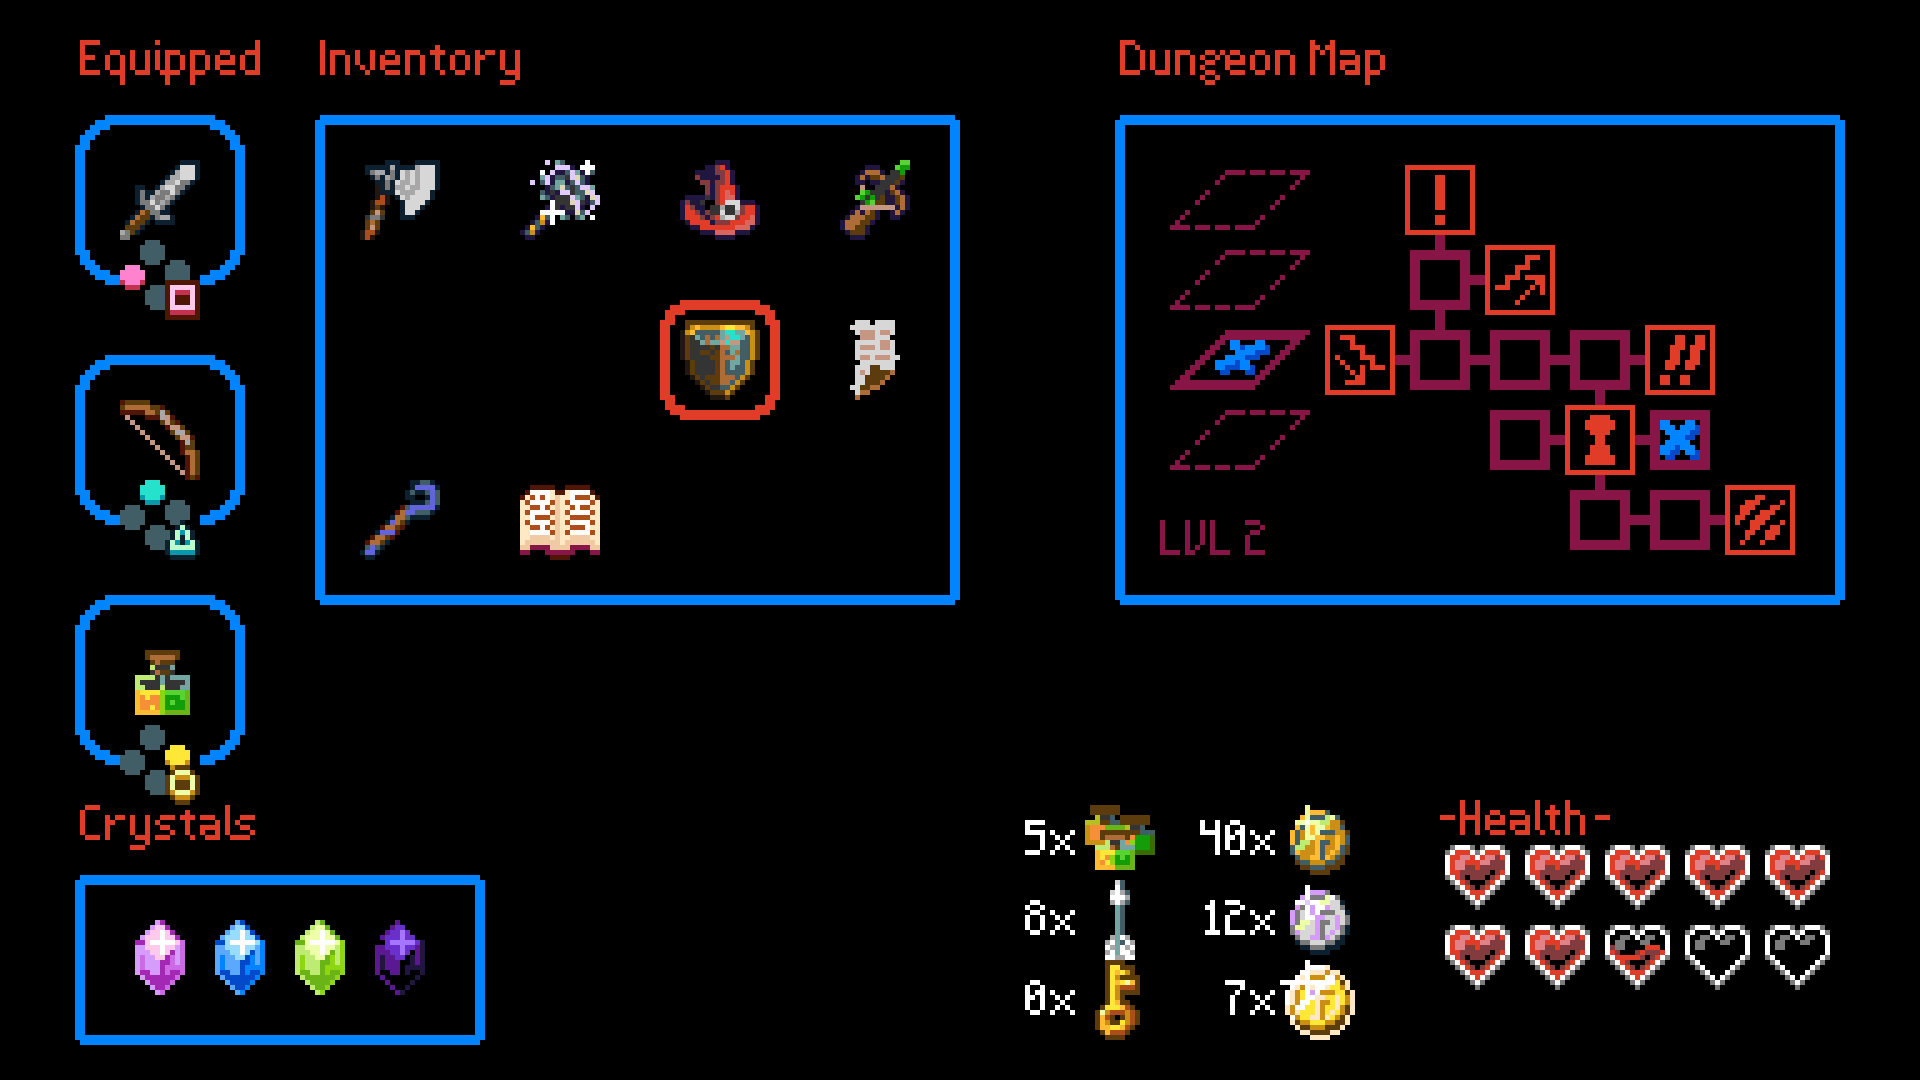 Equipped
Inventory
Dungeon Map
!
!!
LVL 2
Crystals
5x
40x
8x
12x
0x
7x
-Health-